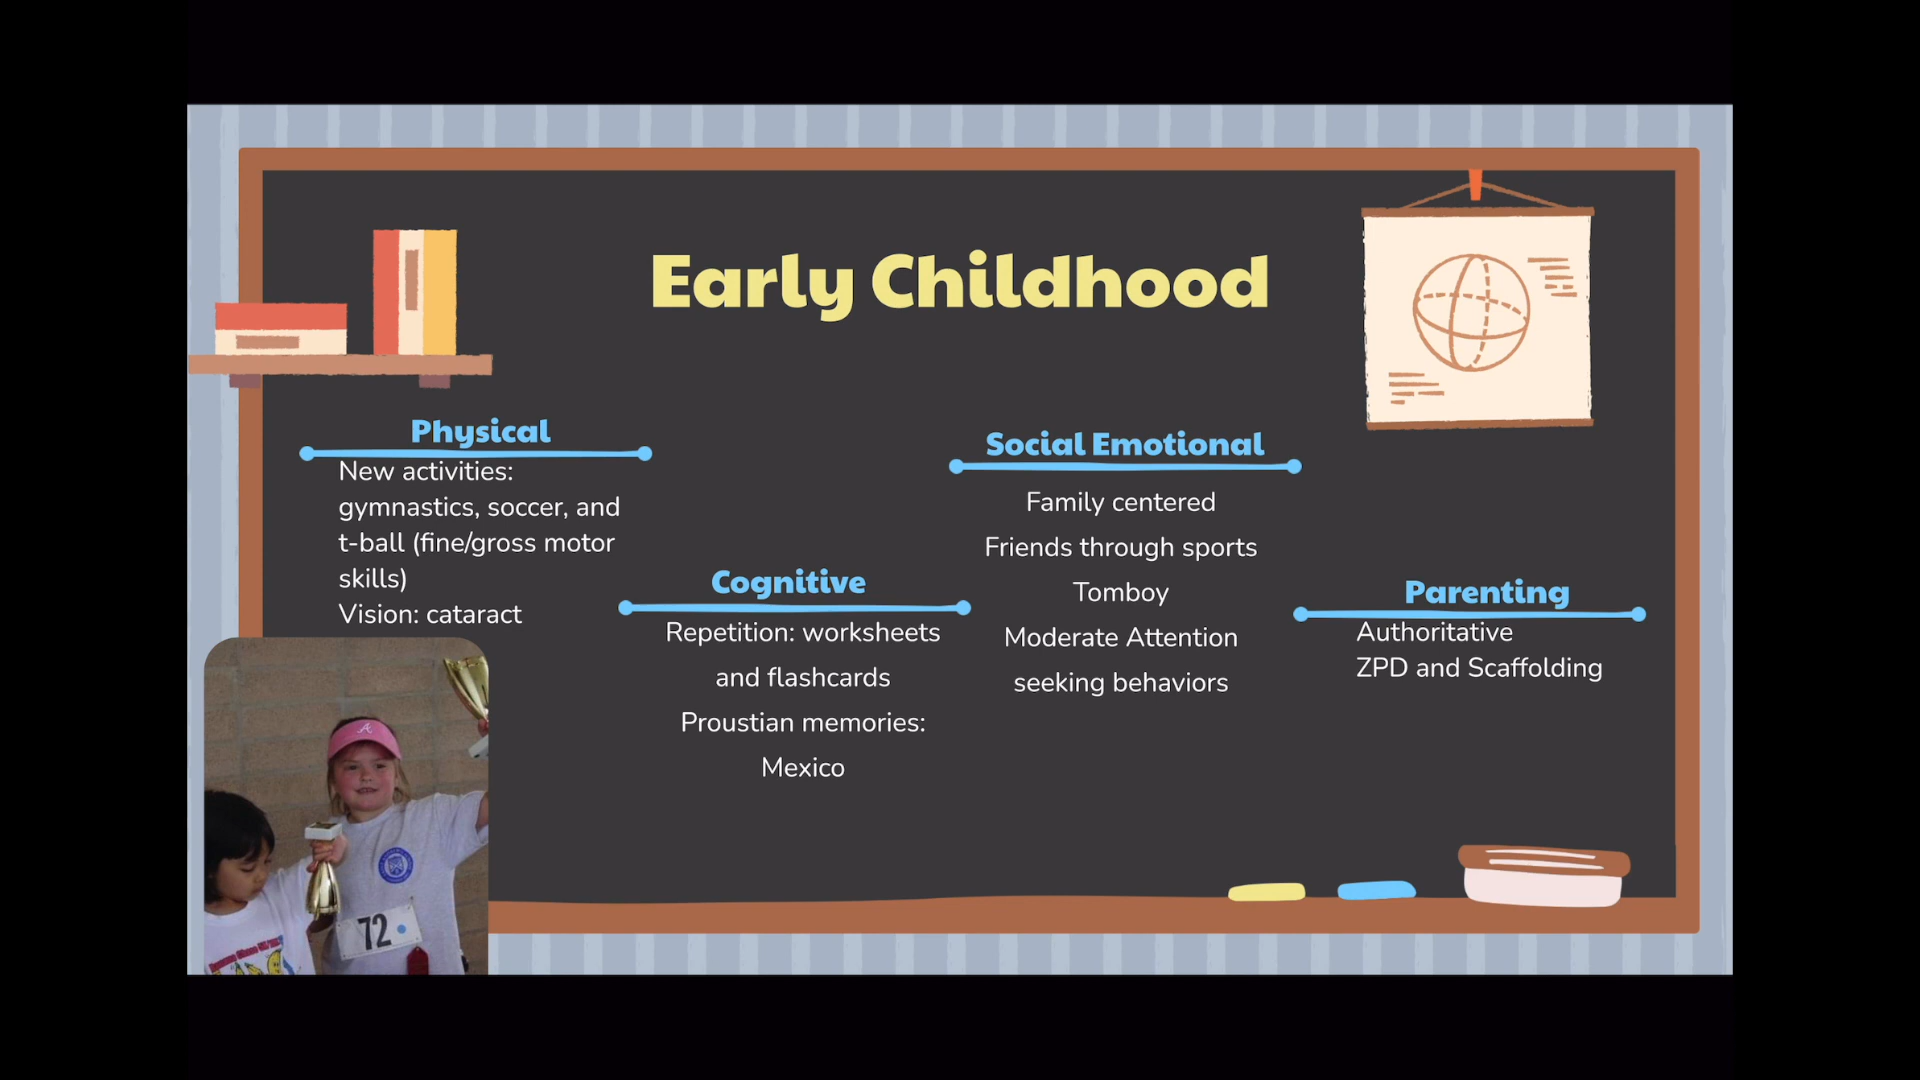 Early Childhood
Physical
New activities:
gymnastics, soccer, and
t-ball (fine/gross motor
skills)
Vision: cataract
Cognitive
Repetition: worksheets
and flashcards
Proustian memories:
Mexico
Social Emotional
Family centered
Friends through sports
Tomboy
Moderate Attention
seeking behaviors
Parenting
Authoritative
ZPD and Scaffolding
A
72